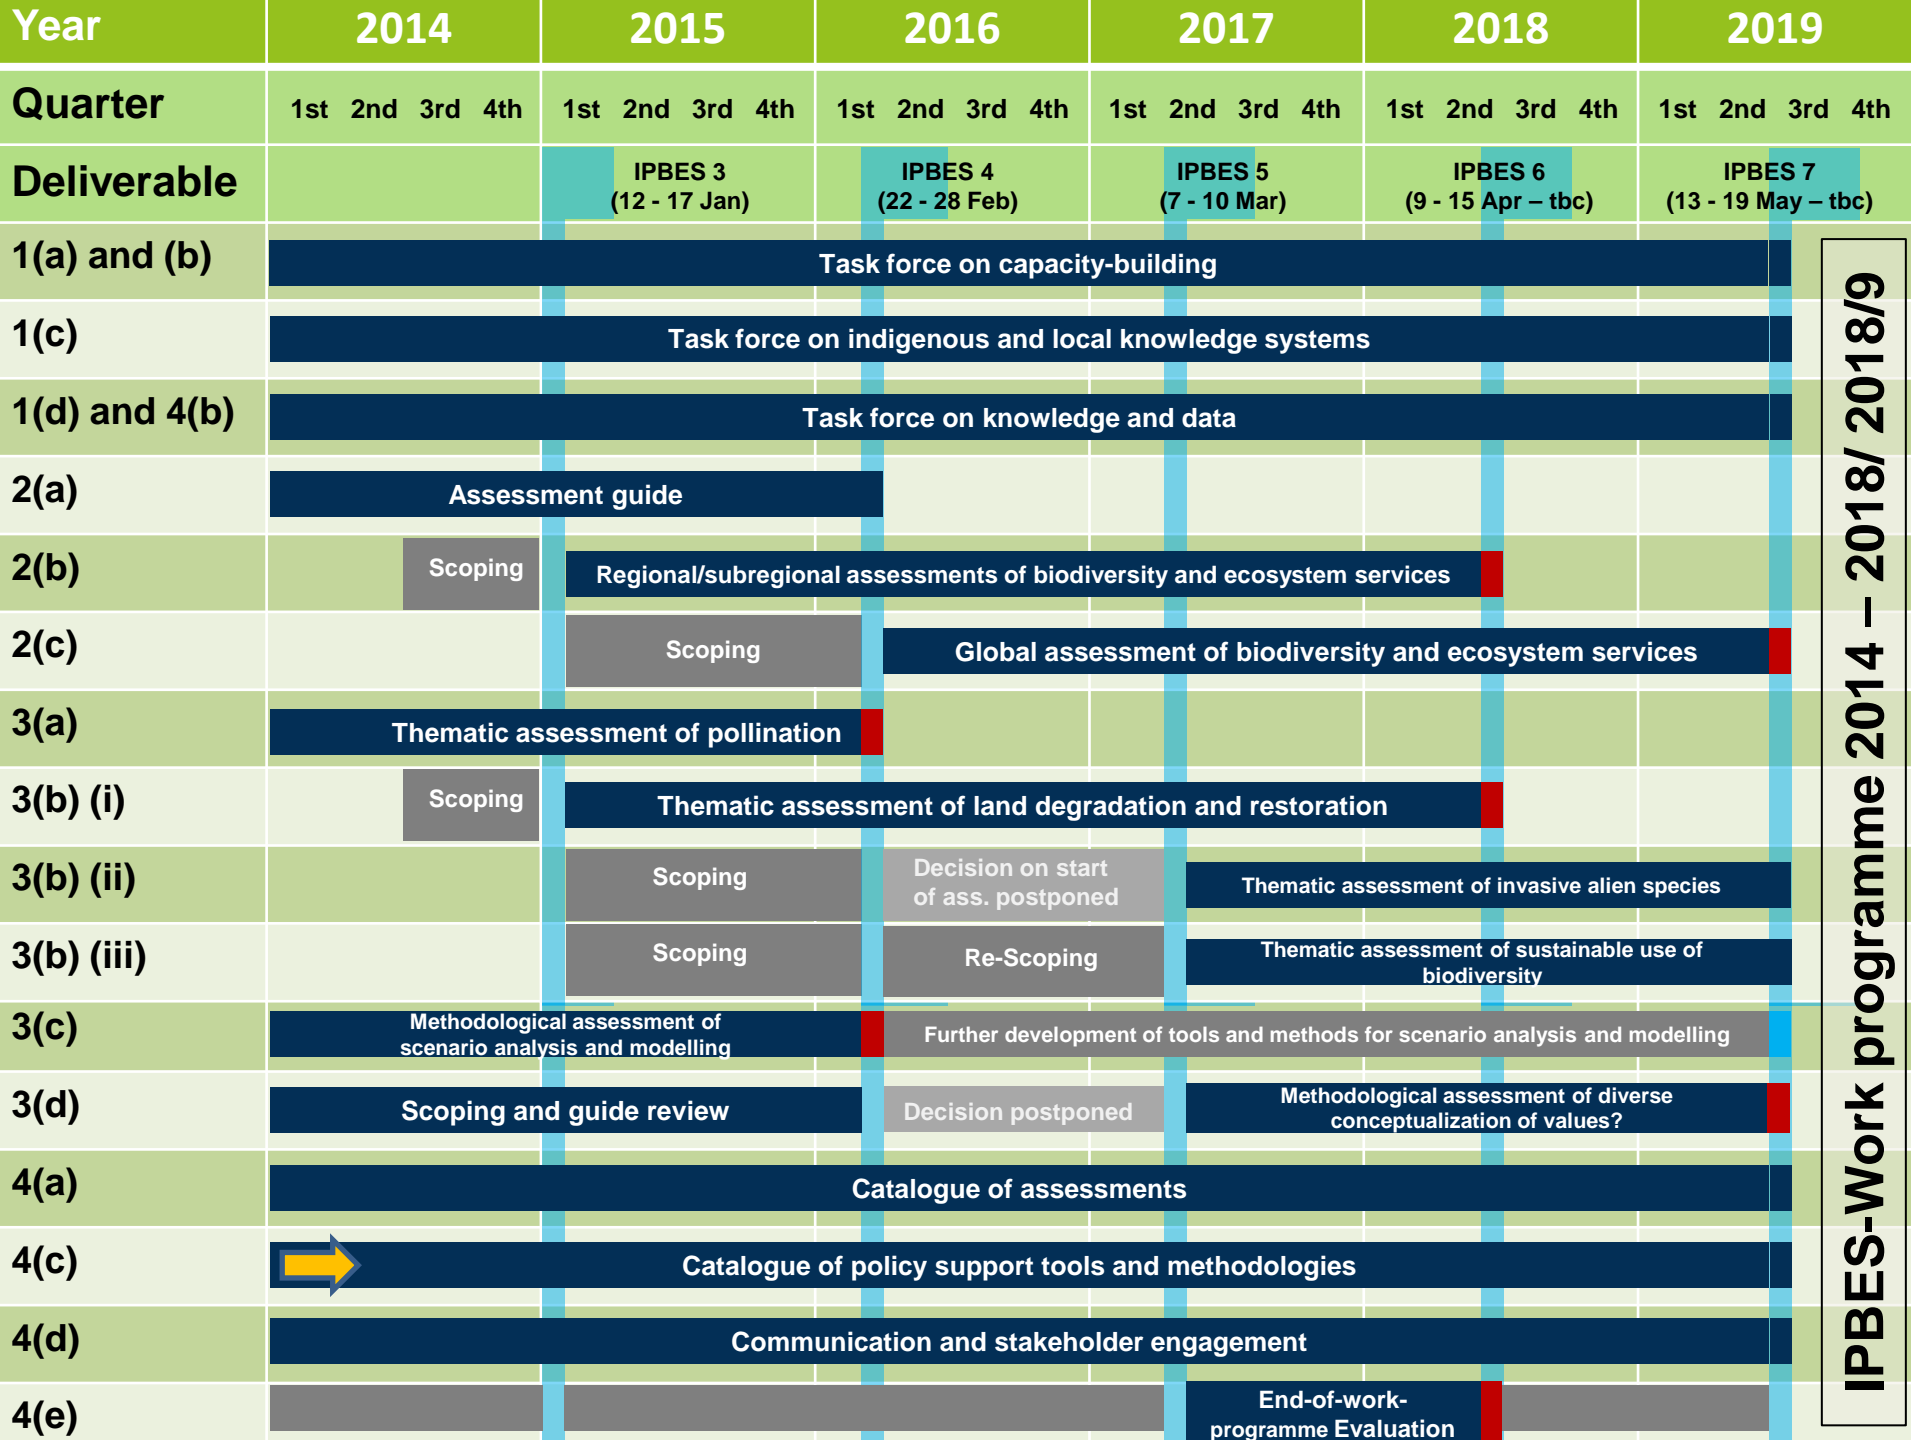 Year 2014 2015 2016 2017 2018 2019
Quarter 1st 2nd 3rd 4th 1st 2nd 3rd 4th 1st 2nd 3rd 4th 1st 2nd 3rd 4th 1st 2nd 3rd 4th 1st 2nd 3rd 4th
Deliverable
IPBES 3
(12 - 17 Jan)
IPBES 4
(22 - 28 Feb)
IPBES 5
(7 - 10 Mar)
IPBES 6
(9 - 15 Apr – tbc)
IPBES 7
(13 - 19 May – tbc)
1(a) and (b)
Task force on capacity-building
1(c)
Task force on indigenous and local knowledge systems
1(d) and 4(b)
Task force on knowledge and data
2(a)
Assessment guide
2(b)
Scoping
Regional/subregional assessments of biodiversity and ecosystem services
2(c)
Scoping
Global assessment of biodiversity and ecosystem services
3(a)
Thematic assessment of pollination
3(b) (i)
Scoping
Thematic assessment of land degradation and restoration
3(b) (ii)
Scoping
Decision on start
of ass. postponed
Thematic assessment of invasive alien species
3(b) (iii)
Scoping
Re-Scoping
Thematic assessment of sustainable use of
biodiversity
3(c)
Methodological assessment of
scenario analysis and modelling
Further development of tools and methods for scenario analysis and modelling
3(d)
Scoping and guide review
Decision postponed
Methodological assessment of diverse
conceptualization of values?
4(a)
Catalogue of assessments
4(c)
Catalogue of policy support tools and methodologies
4(d)
Communication and stakeholder engagement
4(e)
End-of-work-
programme Evaluation
IPBES-Work programme 2014 – 2018/ 2018/9